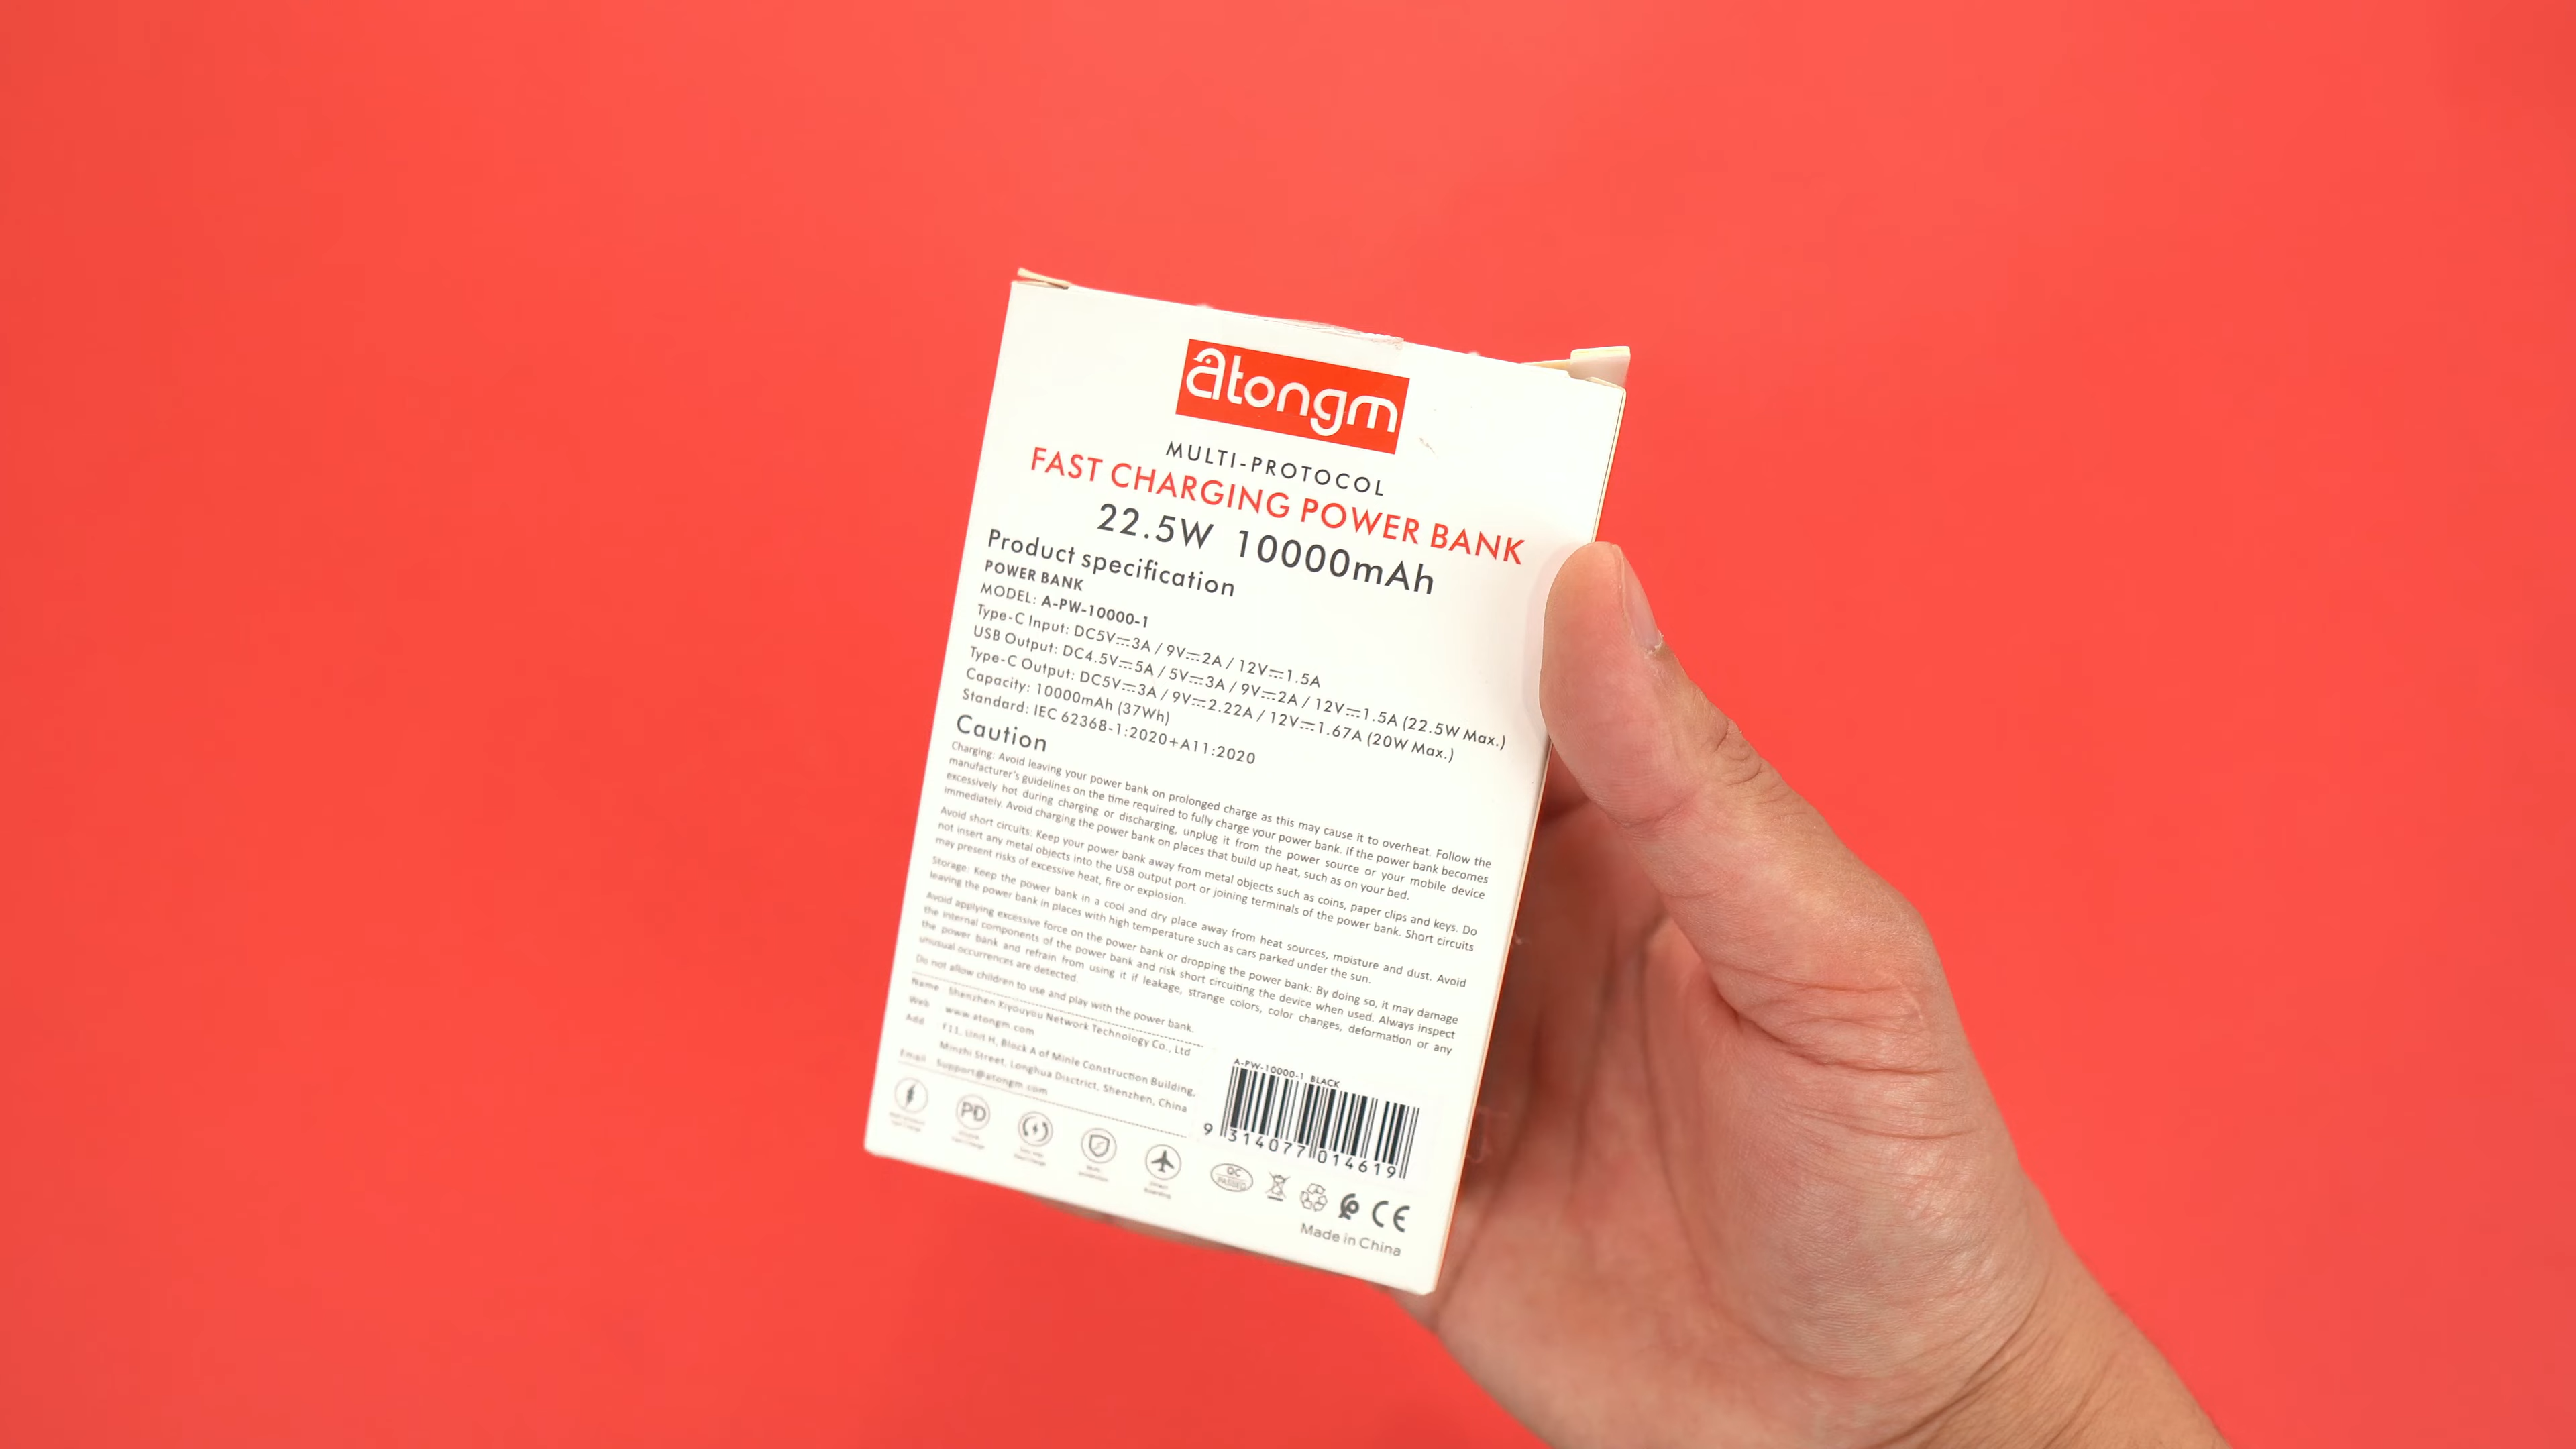 atongm
MULTI-PROTOCOL
FAST CHARGING POWER BANK
22.5W 10000mAh
Product specification
POWER BANK
MODEL: A-PW-10000-1
Type-C Input: DC5V⎓3A / 9V⎓2A / 12V⎓1.5A
USB Output: DC4.5V⎓5A / 5V⎓3A / 9V⎓2A / 12V⎓1.5A (22.5W Max.)
Type-C Output: DC5V⎓3A / 9V⎓2.22A / 12V⎓1.67A (20W Max.)
Capacity: 10000mAh (37Wh)
Standard: IEC 62368-1:2020+A11:2020
Caution
Charging: Avoid leaving your power bank on prolonged charge as this may cause it to overheat. Follow the
manufacturer's guidelines on the time required to fully charge your power bank. If the power bank becomes
excessively hot during charging or discharging, unplug it from the power source or your mobile device
immediately. Avoid charging the power bank on places that build up heat, such as on your bed.
Avoid short circuits: Keep your power bank away from metal objects such as coins, paper clips and keys. Do
not insert any metal objects into the USB output port or joining terminals of the power bank. Short circuits
may present risks of excessive heat, fire or explosion.
Storage: Keep the power bank in a cool and dry place away from heat sources, moisture and dust. Avoid
leaving the power bank in places with high temperature such as cars parked under the sun.
Avoid applying excessive force on the power bank or dropping the power bank: By doing so, it may damage
the internal components of the power bank and risk short circuiting the device when used. Always inspect
the power bank and refrain from using it if leakage, strange colors, color changes, deformation or any
unusual occurrences are detected.
Do not allow children to use and play with the power bank.
Name Shenzhen Xiyouyou Network Technology Co., Ltd
Web www.atongm.com
Add F11, Unit H, Block A of Minle Construction Building,
Minzhi Street, Longhua Disctrict, Shenzhen, China
Email Support@atongm.com
A-PW-10000-1 BLACK
9 314077 014619
PD
QC
PASSED
CE
Made in China